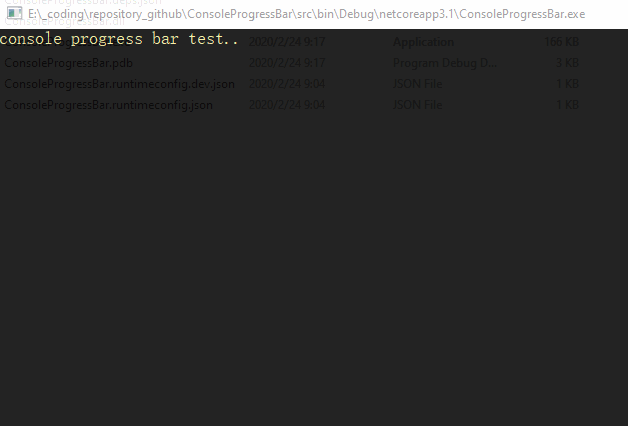 ConsoleProgressBar.deps.json
E:\_coding\repository_github\ConsoleProgressBar\src\bin\Debug\netcoreapp3.1\ConsoleProgressBar.exe
console progress bar test..
2020/2/24 9:17 Application 166 KB
ConsoleProgressBar.pdb 2020/2/24 9:17 Program Debug D... 3 KB
ConsoleProgressBar.runtimeconfig.dev.json 2020/2/24 9:04 JSON File 1 KB
ConsoleProgressBar.runtimeconfig.json 2020/2/24 9:04 JSON File 1 KB